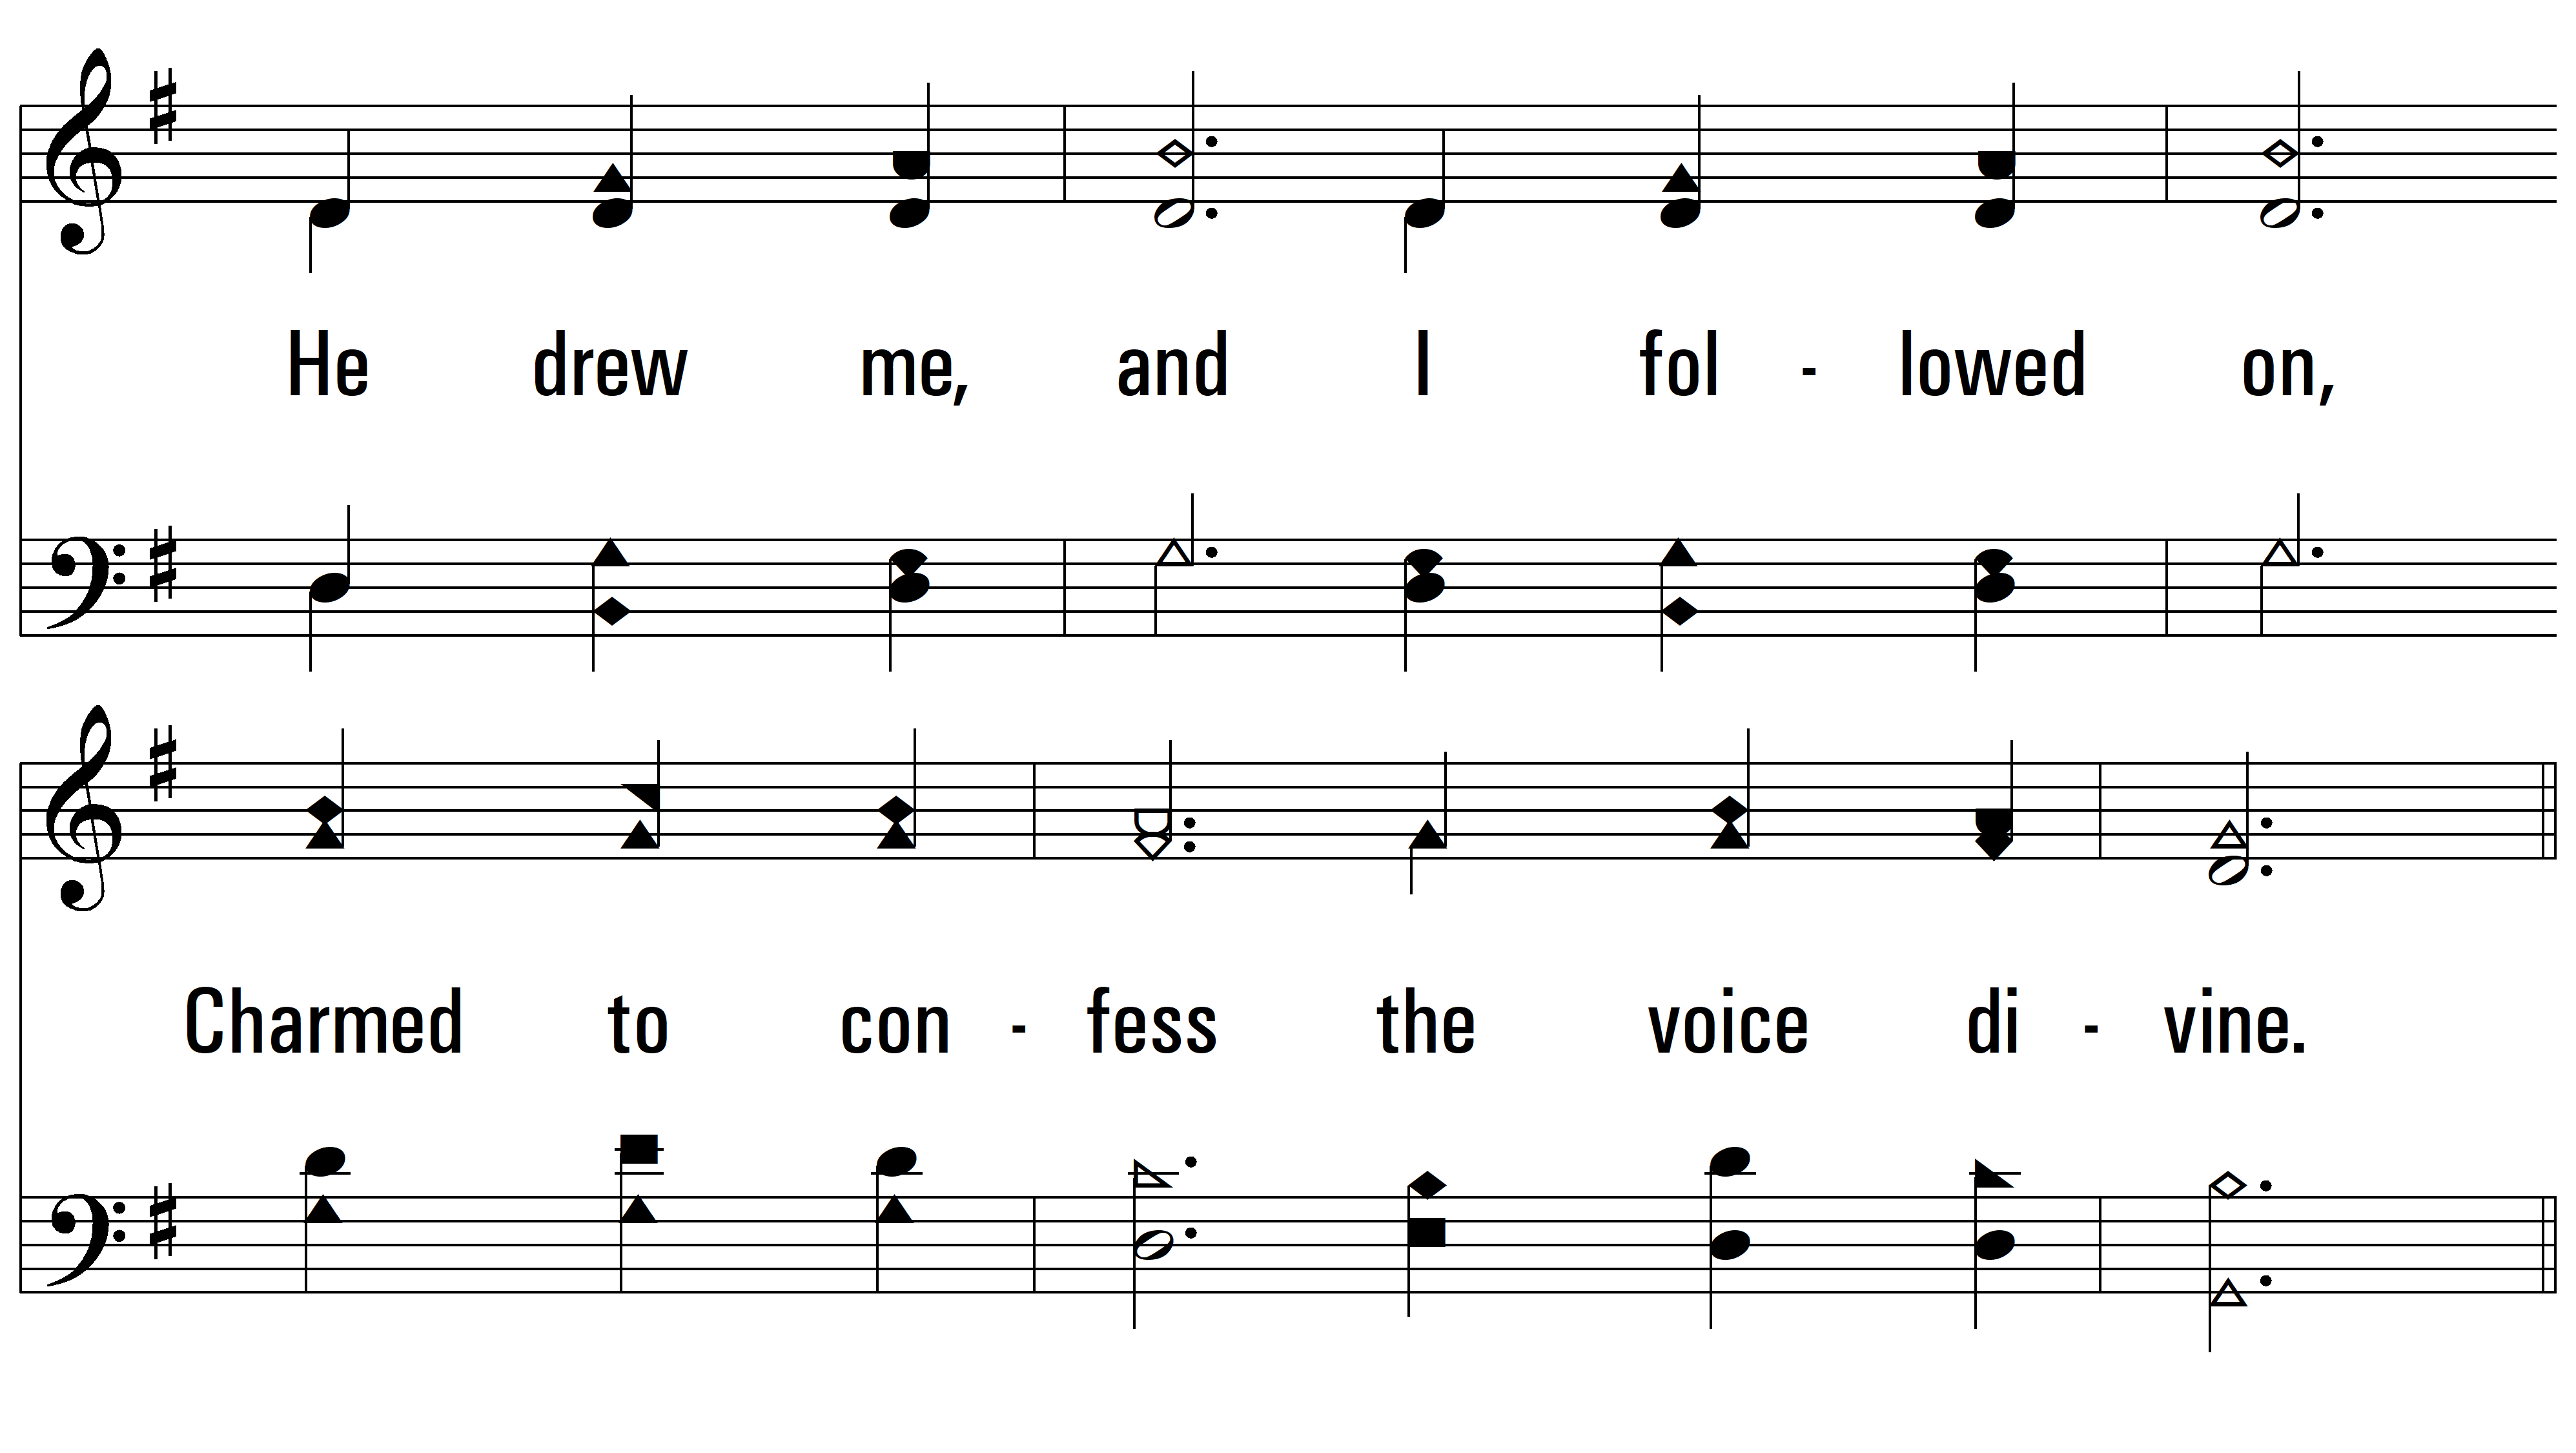 He drew me, and I fol - lowed on,
Charmed to con - fess the voice di - vine.